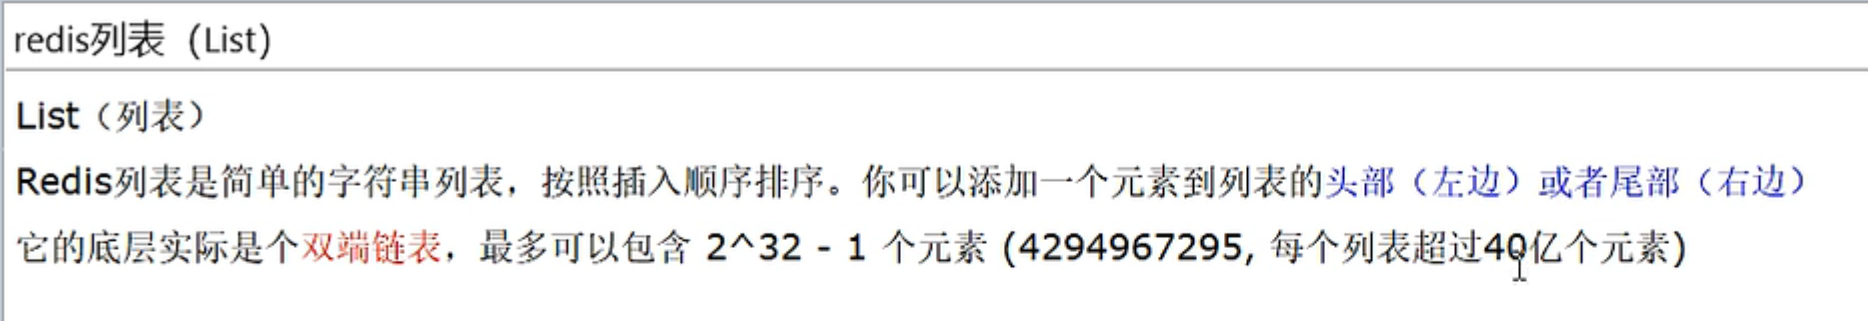 redis列表 (List)
List（列表）
Redis列表是简单的字符串列表，按照插入顺序排序。你可以添加一个元素到列表的头部（左边）或者尾部（右边）
它的底层实际是个双端链表，最多可以包含 2^32 - 1 个元素 (4294967295, 每个列表超过40亿个元素)